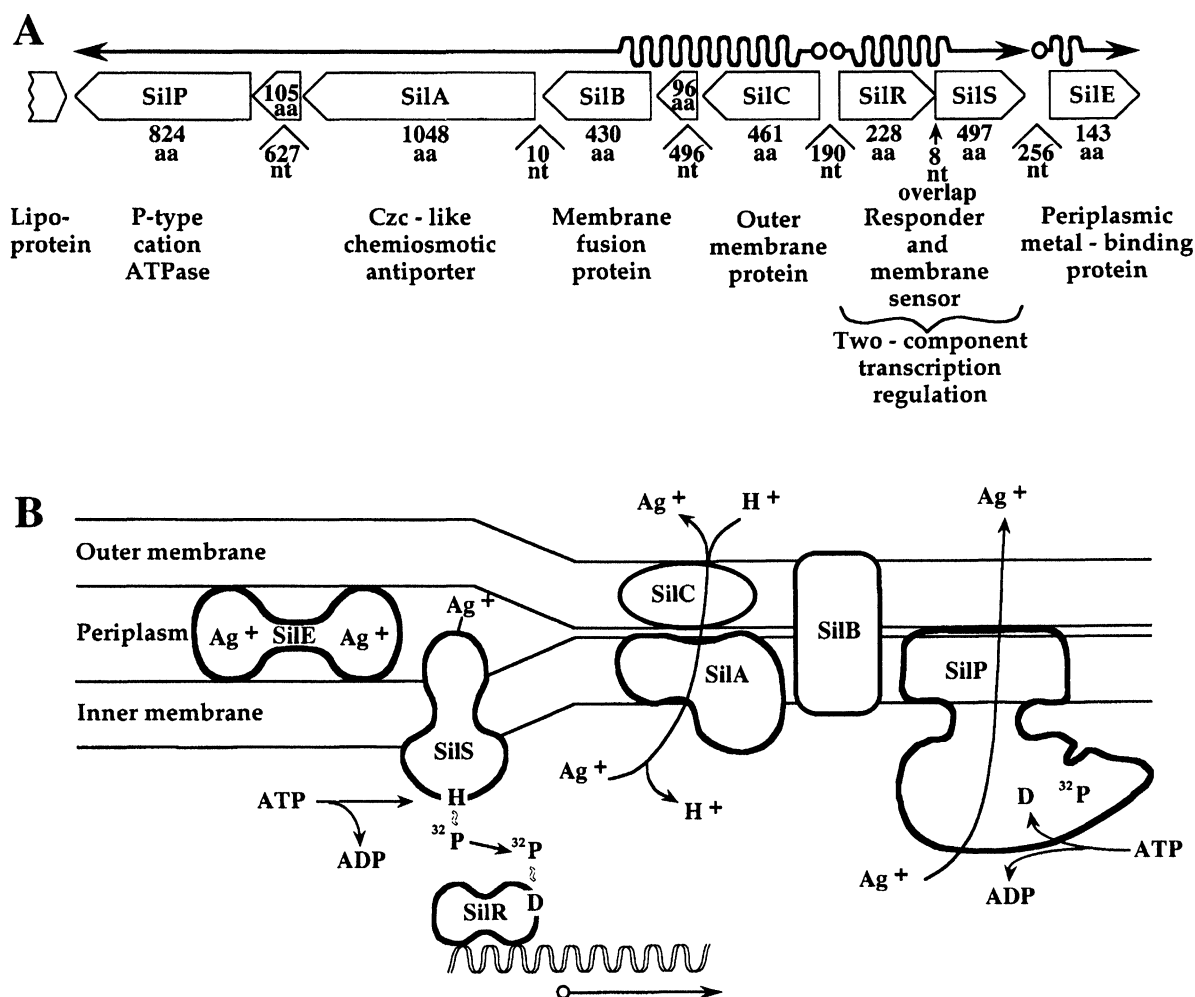 A
SilP
105
aa
SilA
SilB
96
aa
SilC
SilR
SilS
SilE
824
aa
627
nt
1048
aa
10
nt
430
aa
496
nt
461
aa
190
nt
228
aa
8
nt
overlap
497
aa
256
nt
143
aa
Lipo-
protein
P-type
cation
ATPase
Czc - like
chemiosmotic
antiporter
Membrane
fusion
protein
Outer
membrane
protein
Responder
and
membrane
sensor
Periplasmic
metal - binding
protein
Two - component
transcription
regulation
B
Outer membrane
Periplasm
Inner membrane
Ag +
SilE
Ag +
Ag +
SilS
H
ATP
ADP
32 P
32 P
D
SilR
Ag +
H +
SilC
SilA
Ag +
H +
SilB
Ag +
SilP
D
32 P
ATP
ADP
Ag +